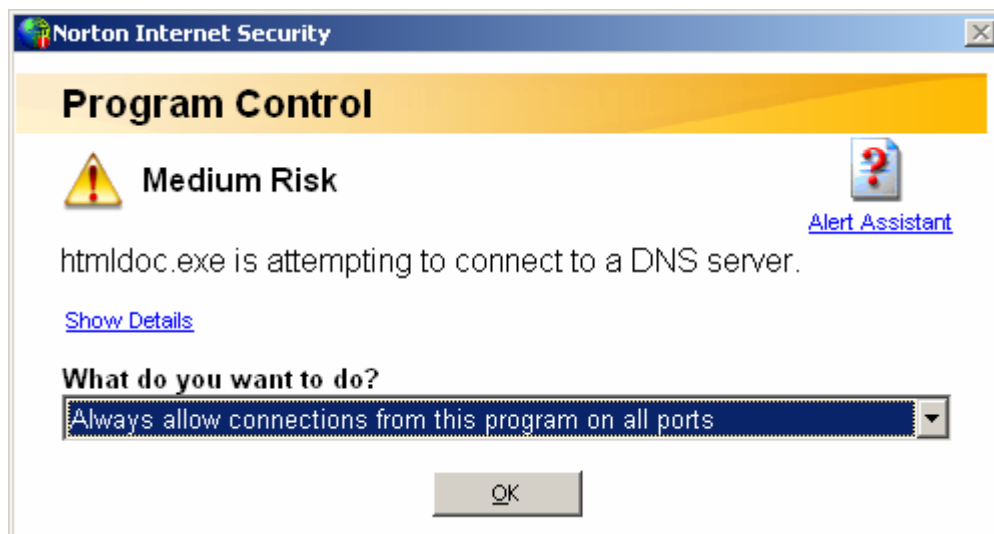 Norton Internet Security
Program Control
Medium Risk
Alert Assistant
htmldoc.exe is attempting to connect to a DNS server.
Show Details
What do you want to do?
Always allow connections from this program on all ports
OK